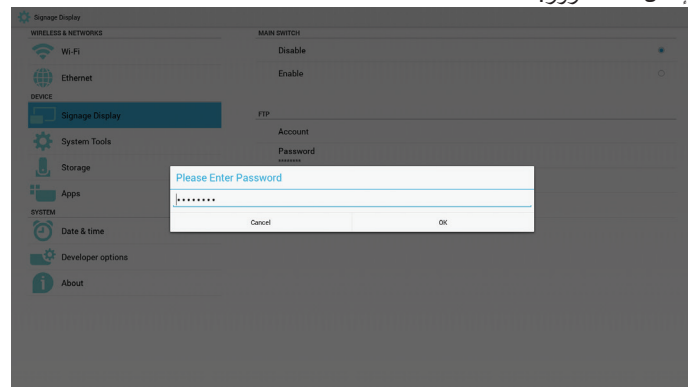 Signage Display
WIRELESS & NETWORKS
Wi-Fi
Ethernet
DEVICE
Signage Display
System Tools
Storage
Apps
SYSTEM
Date & time
Developer options
About
MAIN SWITCH
Disable
Enable
FTP
Account
Password
********
Please Enter Password
••••••••
Cancel
OK